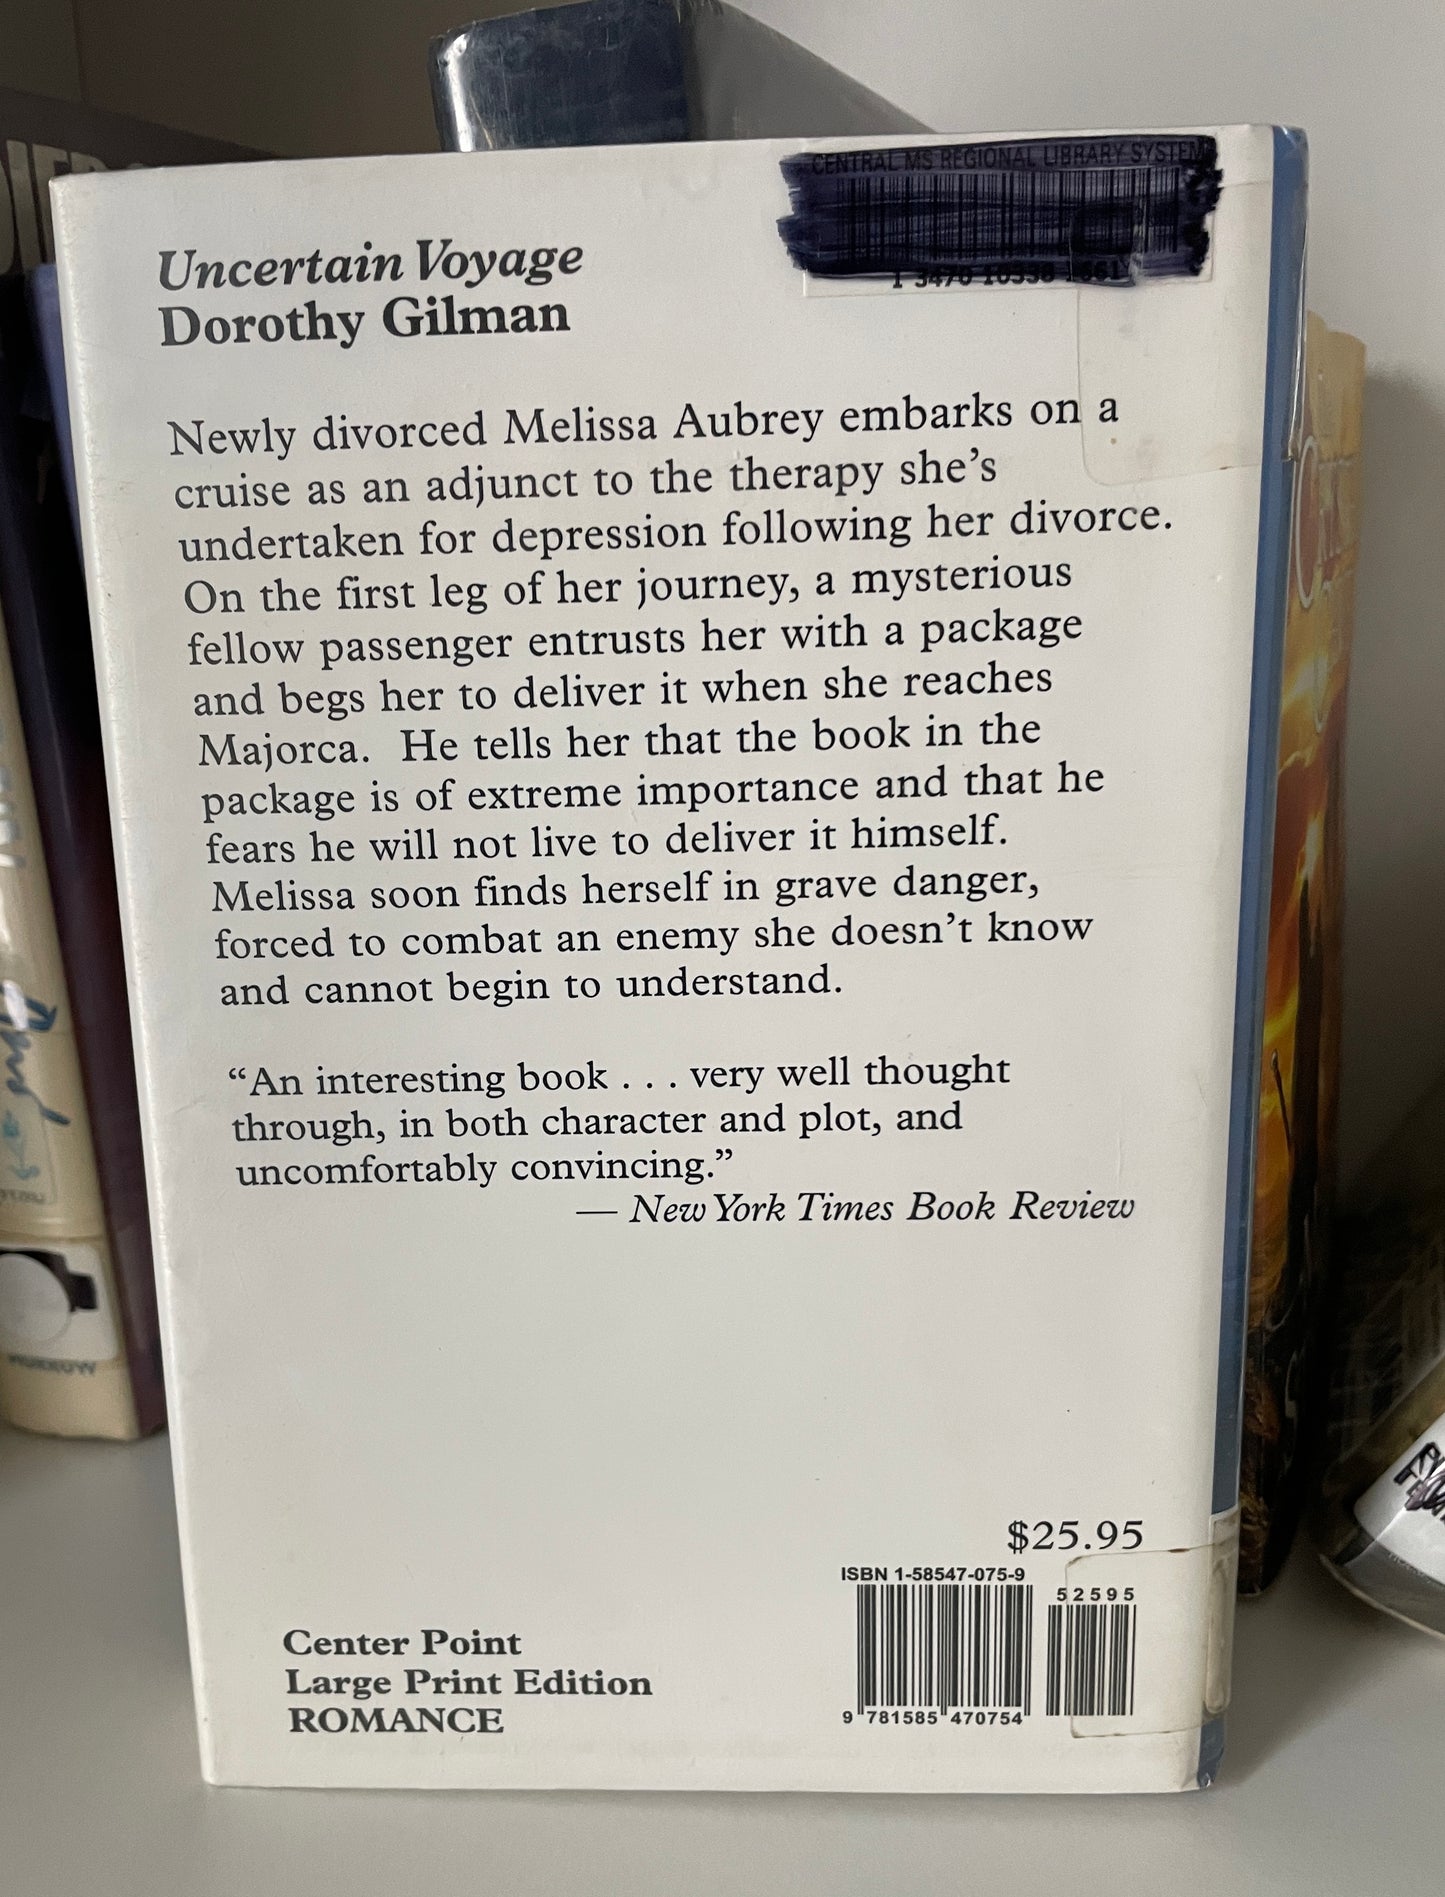 CENTRAL MS REGIONAL LIBRARY SYSTEM
Uncertain Voyage
Dorothy Gilman
Newly divorced Melissa Aubrey embarks on a
cruise as an adjunct to the therapy she’s
undertaken for depression following her divorce.
On the first leg of her journey, a mysterious
fellow passenger entrusts her with a package
and begs her to deliver it when she reaches
Majorca.  He tells her that the book in the
package is of extreme importance and that he
fears he will not live to deliver it himself.
Melissa soon finds herself in grave danger,
forced to combat an enemy she doesn’t know
and cannot begin to understand.
“An interesting book . . . very well thought
through, in both character and plot, and
uncomfortably convincing.”
— New York Times Book Review
$25.95
ISBN 1-58547-075-9
52595
9 781585 470754
Center Point
Large Print Edition
ROMANCE